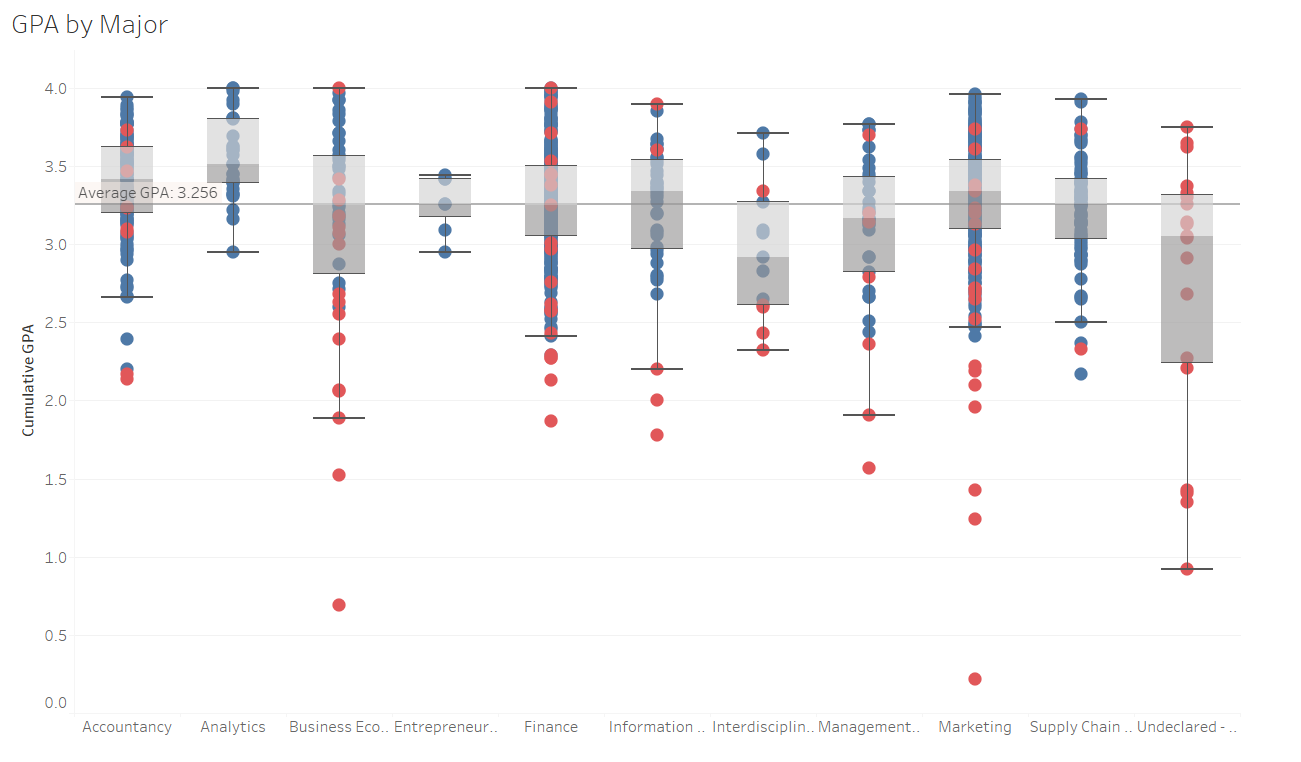 GPA by Major
4.0
3.5
Average GPA: 3.256
3.0
2.5
Cumulative GPA
2.0
1.5
1.0
0.5
0.0
Accountancy Analytics Business Eco.. Entrepreneur.. Finance Information .. Interdisciplin.. Management.. Marketing Supply Chain .. Undeclared - ..